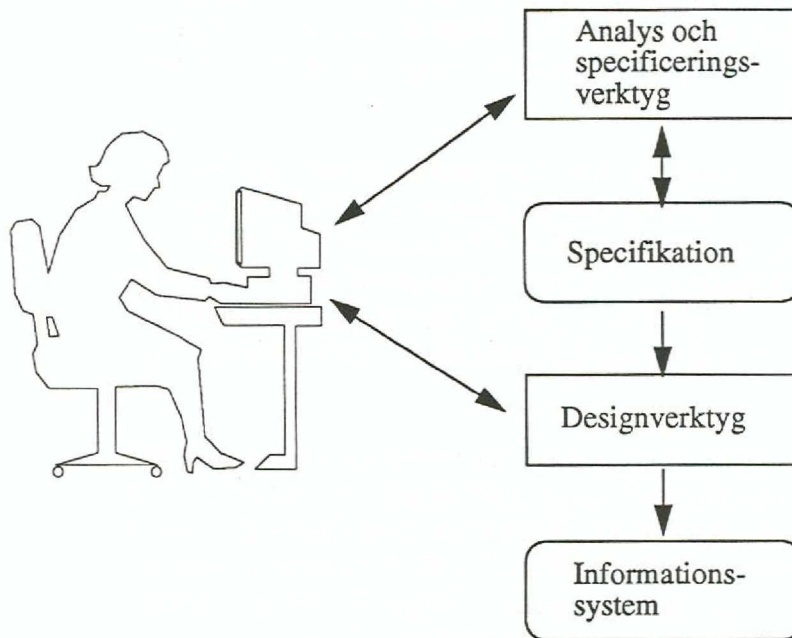 Analys och
specificerings-
verktyg
Specifikation
Designverktyg
Informations-
system